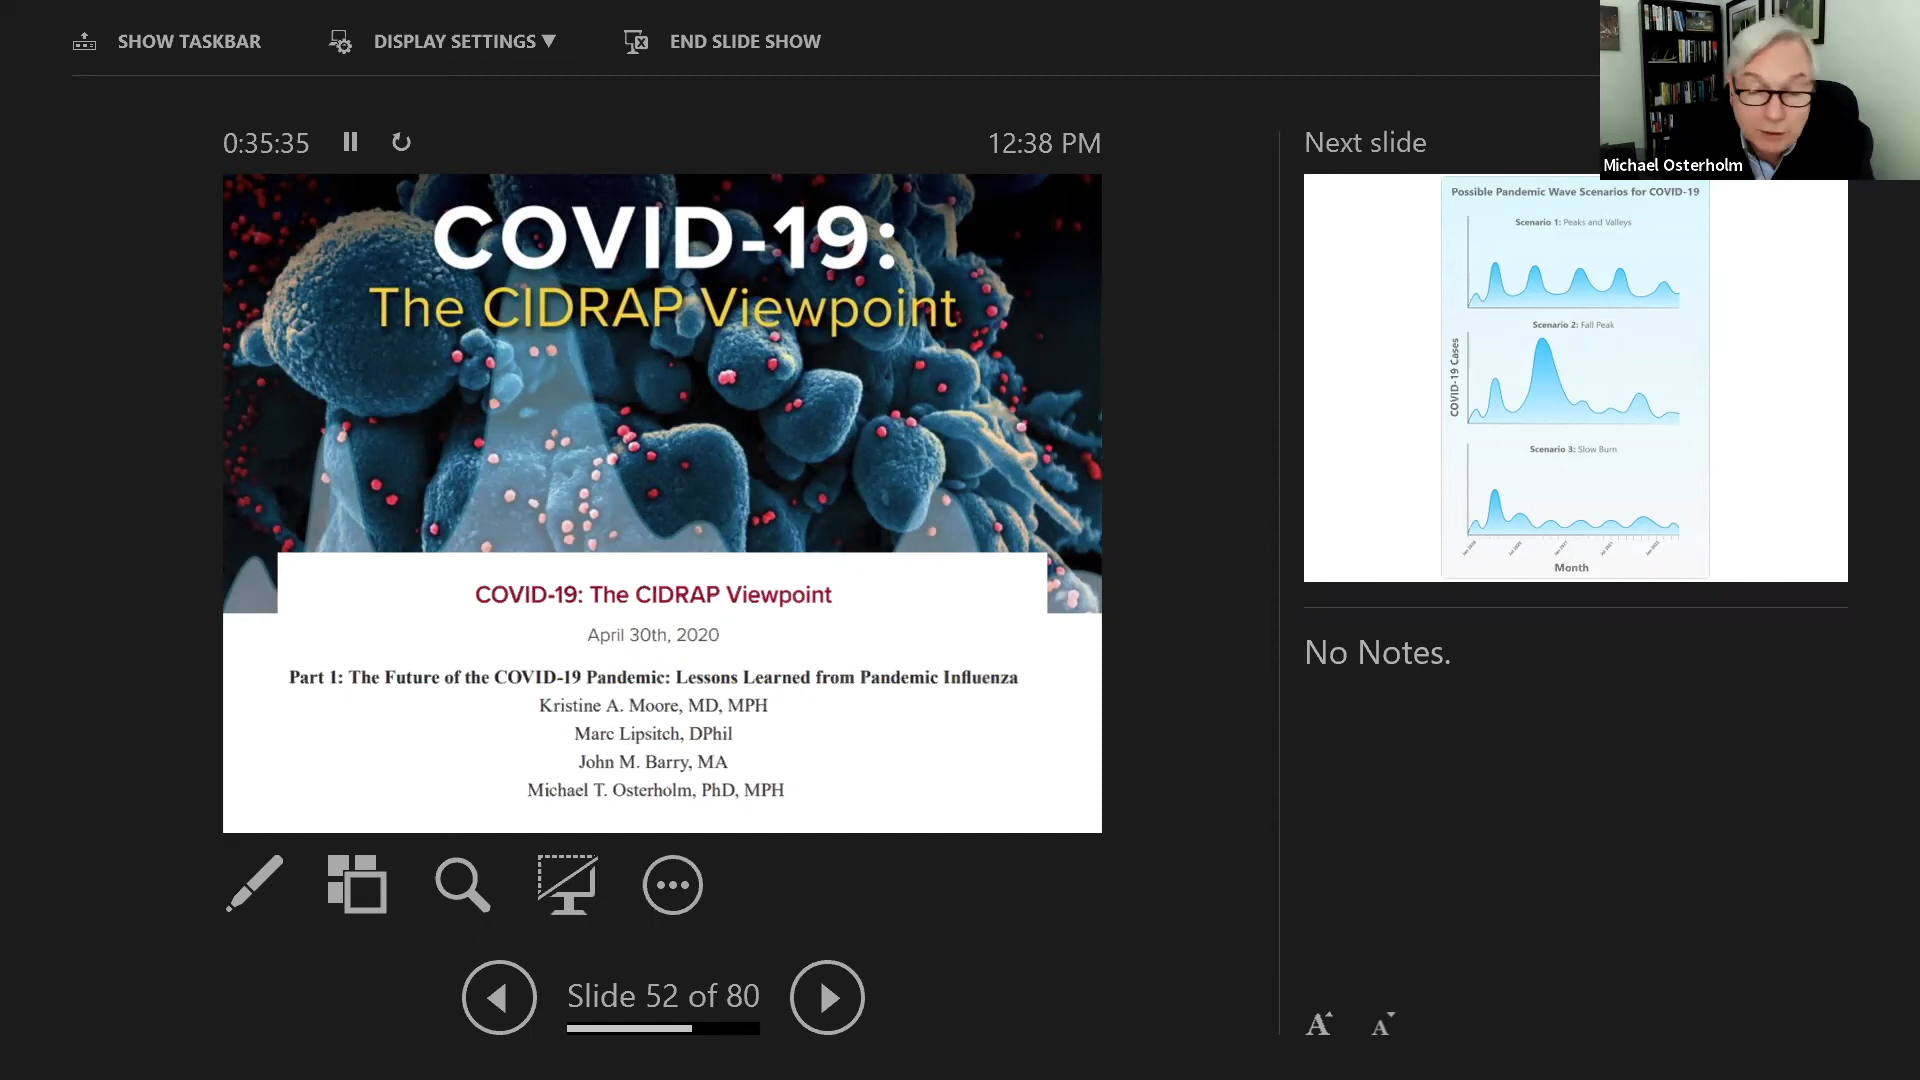 SHOW TASKBAR
DISPLAY SETTINGS ▼
END SLIDE SHOW
Michael Osterholm
0:35:35
12:38 PM
COVID-19:
The CIDRAP Viewpoint
COVID-19: The CIDRAP Viewpoint
April 30th, 2020
Part 1: The Future of the COVID-19 Pandemic: Lessons Learned from Pandemic Influenza
Kristine A. Moore, MD, MPH
Marc Lipsitch, DPhil
John M. Barry, MA
Michael T. Osterholm, PhD, MPH
Slide 52 of 80
Next slide
Possible Pandemic Wave Scenarios for COVID-19
Scenario 1: Peaks and Valleys
Scenario 2: Fall Peak
COVID-19 Cases
Scenario 3: Slow Burn
Month
No Notes.
A A